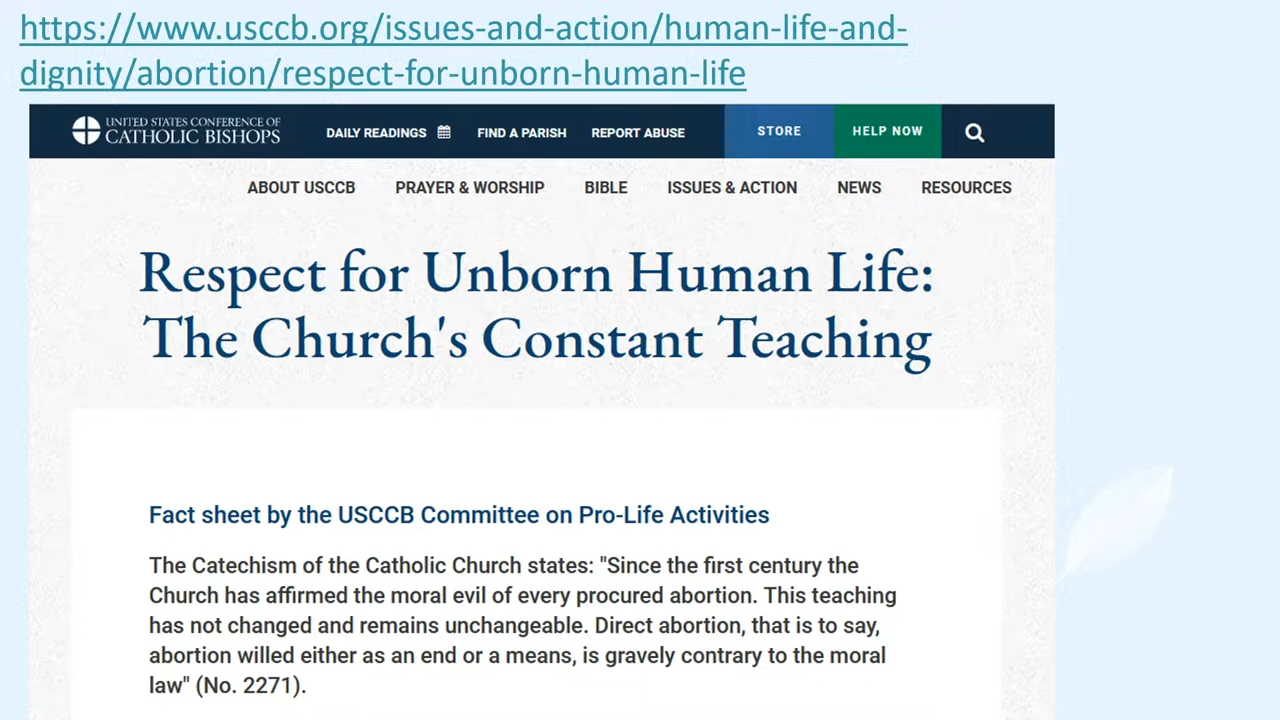 https://www.usccb.org/issues-and-action/human-life-and-
dignity/abortion/respect-for-unborn-human-life
UNITED STATES CONFERENCE OF
CATHOLIC BISHOPS
DAILY READINGS
FIND A PARISH
REPORT ABUSE
STORE
HELP NOW
ABOUT USCCB
PRAYER & WORSHIP
BIBLE
ISSUES & ACTION
NEWS
RESOURCES
Respect for Unborn Human Life:
The Church's Constant Teaching
Fact sheet by the USCCB Committee on Pro-Life Activities
The Catechism of the Catholic Church states: "Since the first century the
Church has affirmed the moral evil of every procured abortion. This teaching
has not changed and remains unchangeable. Direct abortion, that is to say,
abortion willed either as an end or a means, is gravely contrary to the moral
law" (No. 2271).